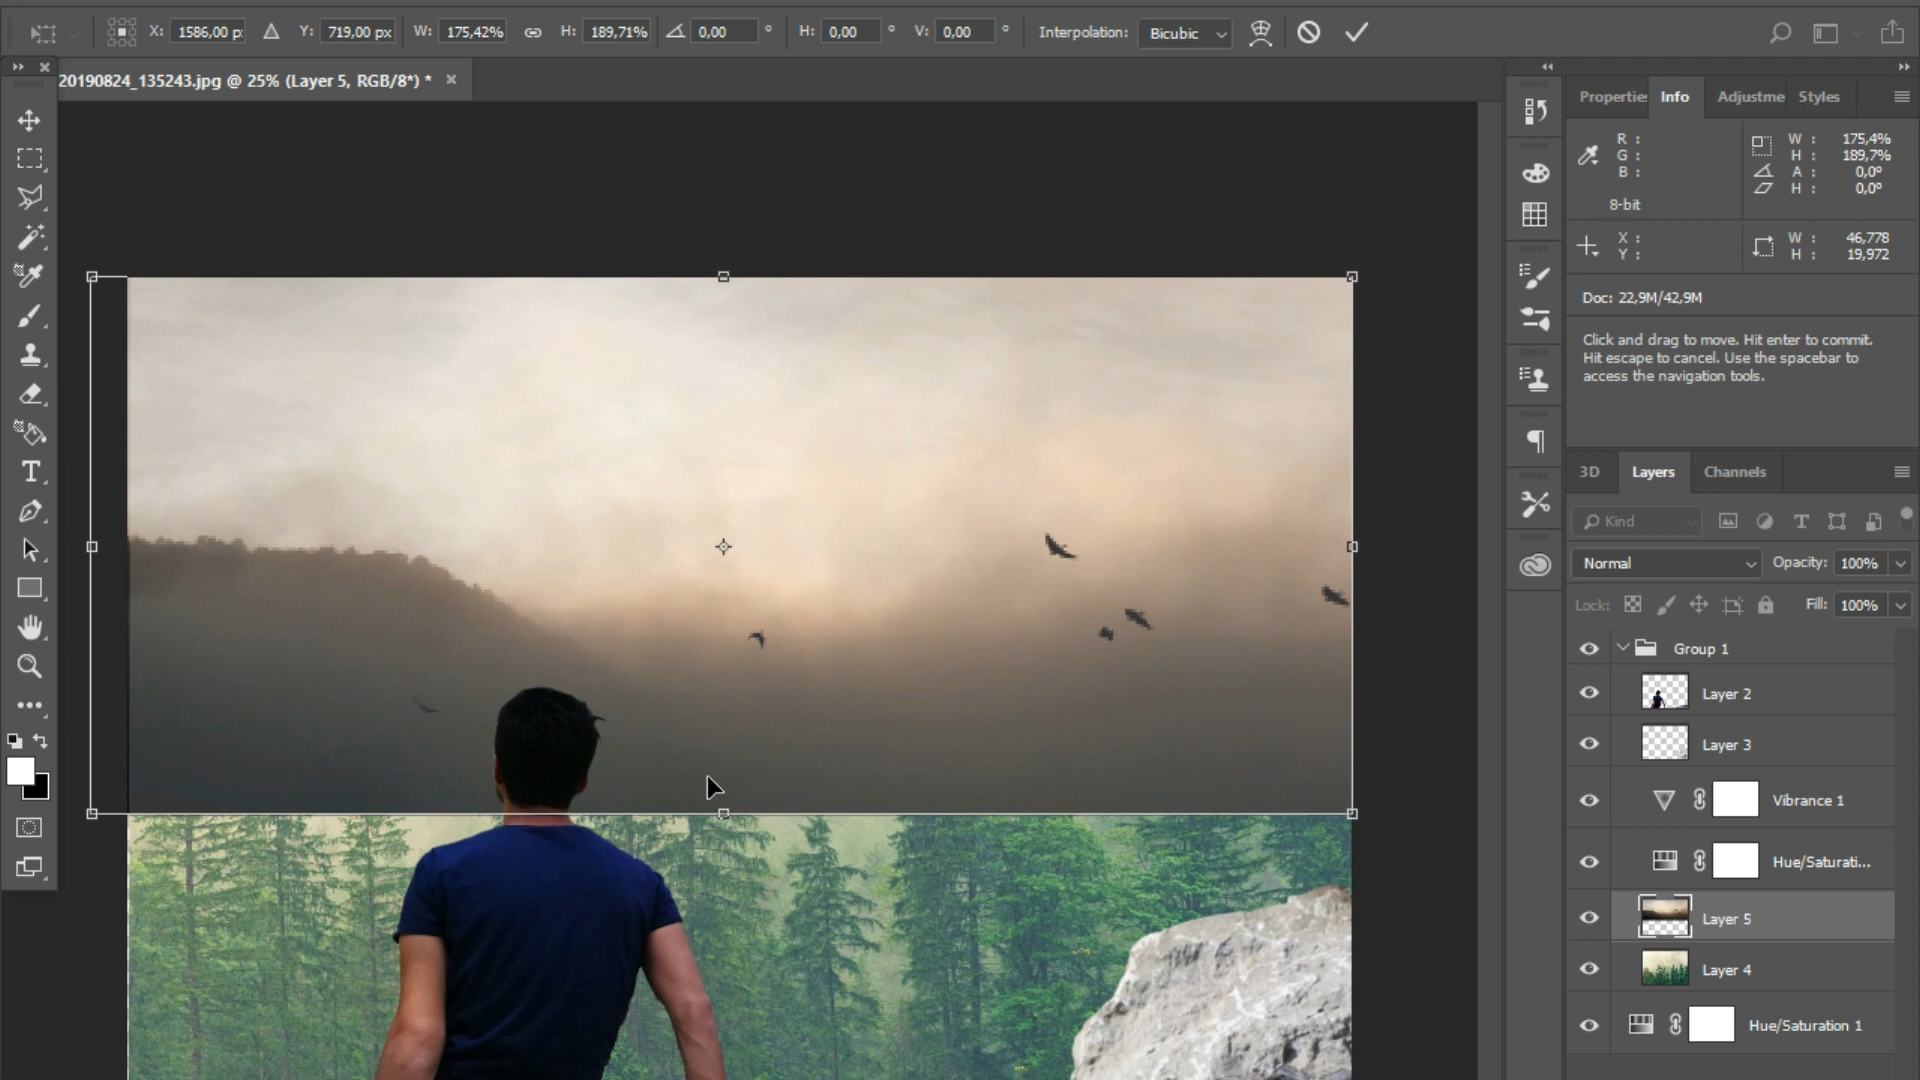 X: 1586,00 p Y: 719,00 px W: 175,42% H: 189,71% 0,00 ° H: 0,00 ° V: 0,00 ° Interpolation: Bicubic
20190824_135243.jpg @ 25% (Layer 5, RGB/8*) *
Properties Info Adjustme Styles
R : W : 175,4%
G : H : 189,7%
B : A : 0,0°
H : 0,0°
8-bit
X : W : 46,778
Y : H : 19,972
Doc: 22,9M/42,9M
Click and drag to move. Hit enter to commit.
Hit escape to cancel. Use the spacebar to
access the navigation tools.
3D Layers Channels
Kind
Normal Opacity: 100%
Lock: Fill: 100%
Group 1
Layer 2
Layer 3
Vibrance 1
Hue/Saturati...
Layer 5
Layer 4
Hue/Saturation 1